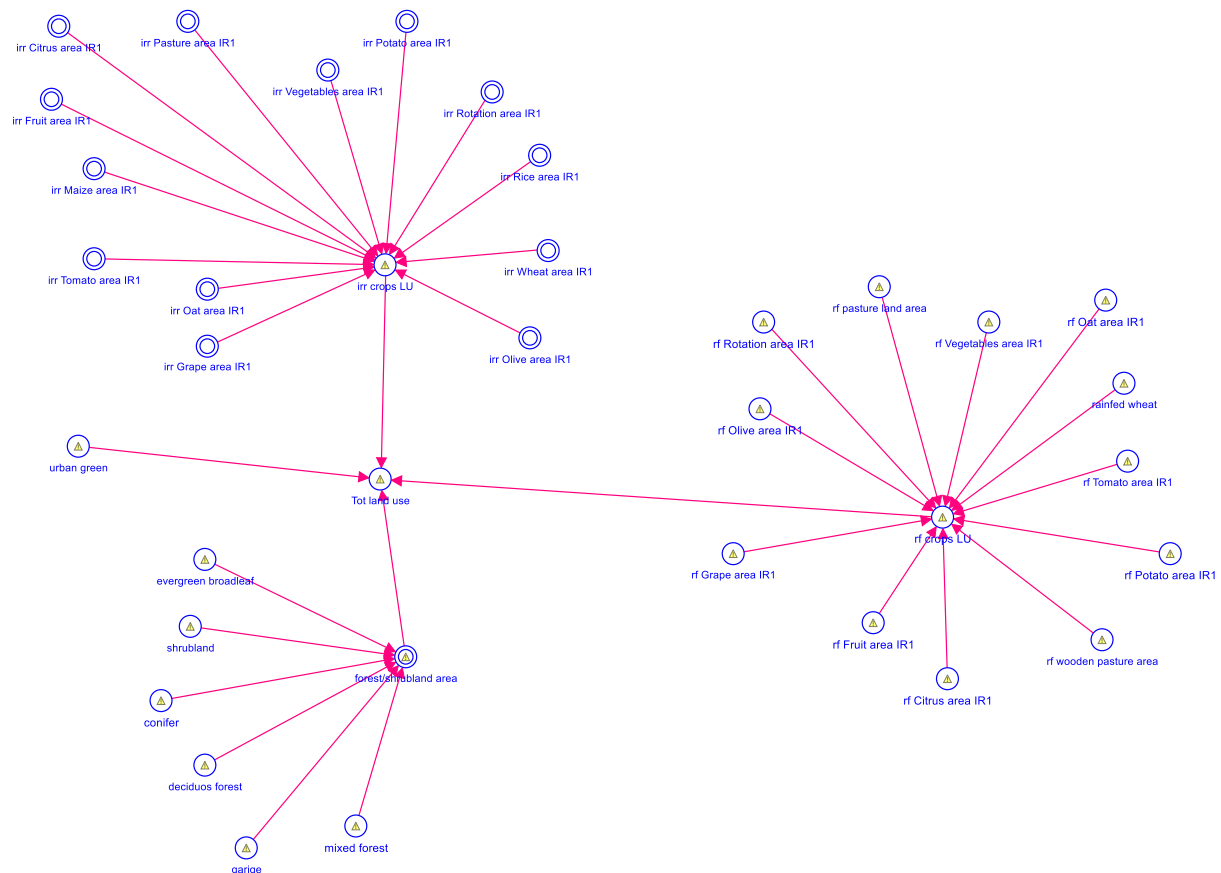 irr Citrus area IR1
irr Pasture area IR1
irr Potato area IR1
irr Vegetables area IR1
irr Fruit area IR1
irr Rotation area IR1
irr Maize area IR1
irr Rice area IR1
irr Tomato area IR1
irr Wheat area IR1
irr crops LU
irr Oat area IR1
irr Grape area IR1
irr Olive area IR1
rf pasture land area
rf Oat area IR1
rf Rotation area IR1
rf Vegetables area IR1
rainfed wheat
rf Olive area IR1
urban green
rf Tomato area IR1
Tot land use
rf crops LU
rf Grape area IR1
rf Potato area IR1
evergreen broadleaf
shrubland
rf Fruit area IR1
rf wooden pasture area
forest/shrubland area
rf Citrus area IR1
conifer
deciduos forest
mixed forest
garige